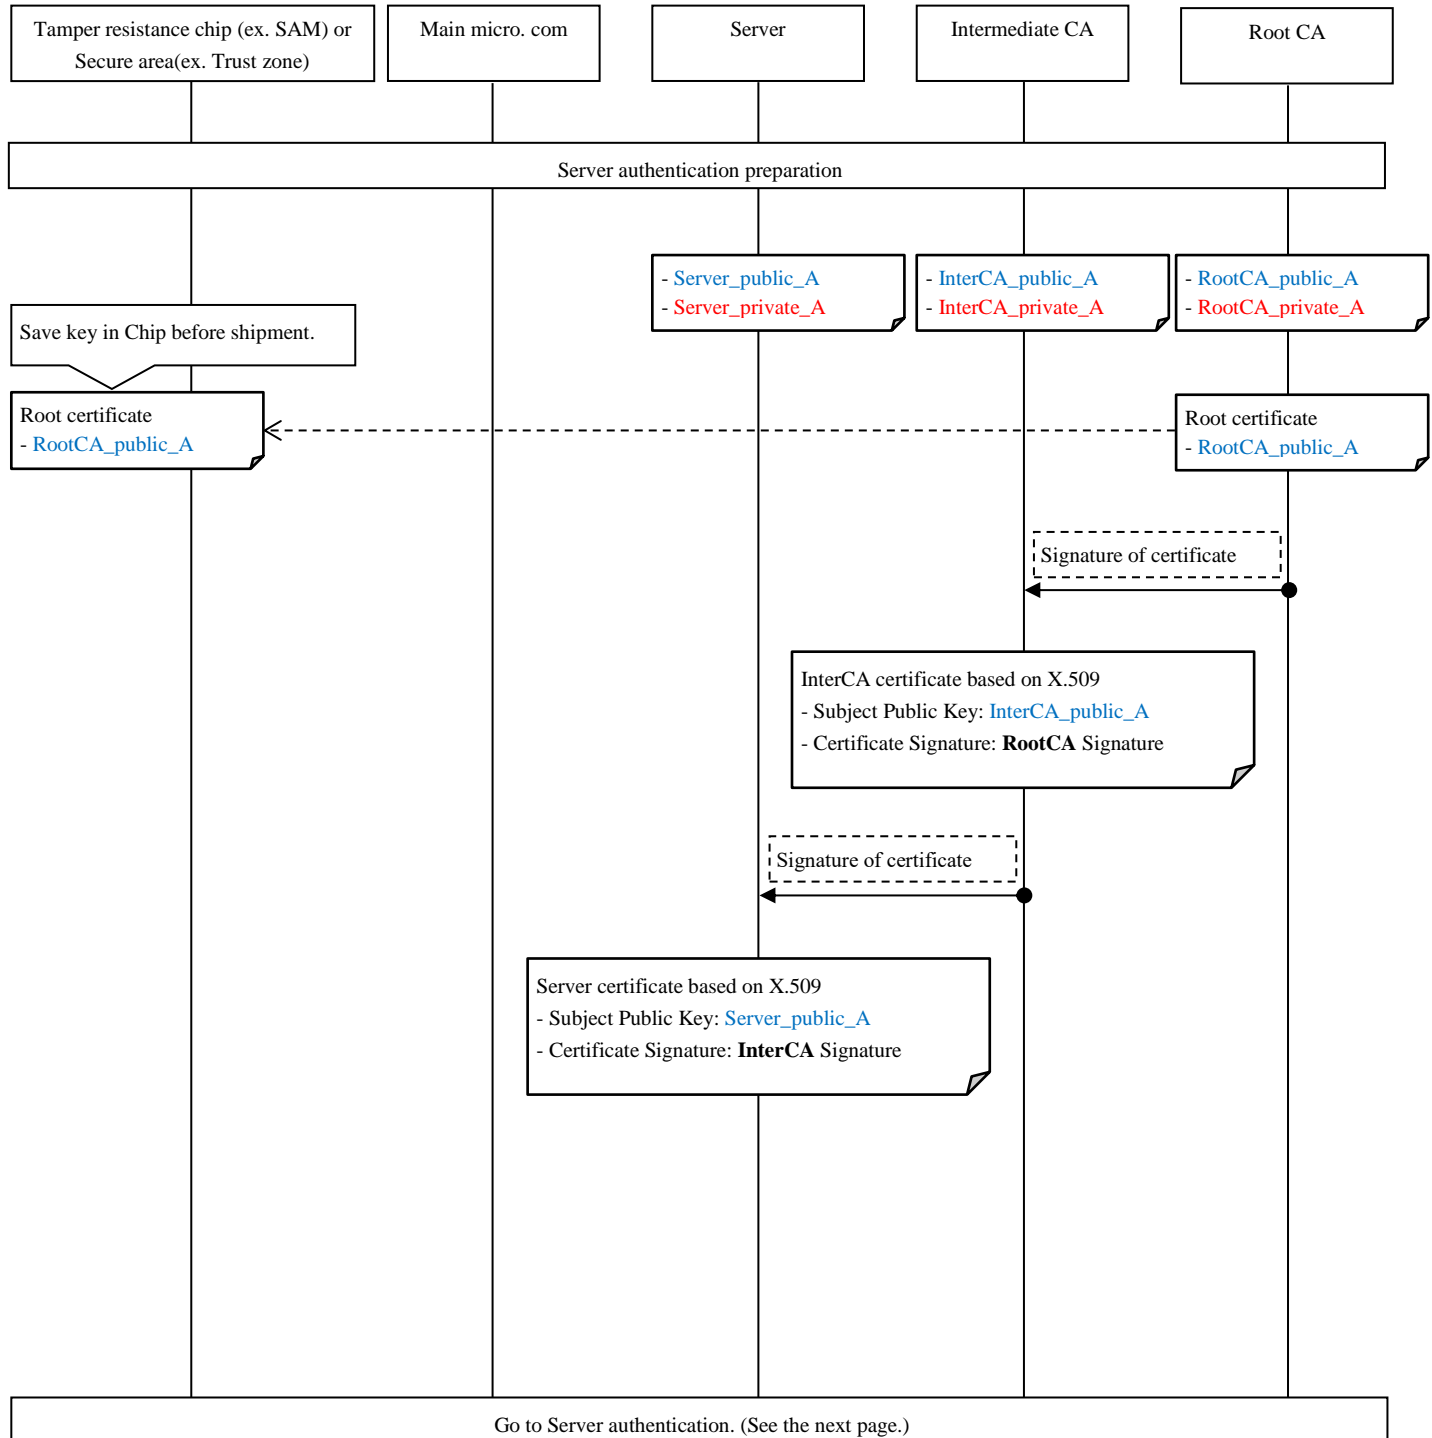 Tamper resistance chip (ex. SAM) or
Secure area(ex. Trust zone)
Main micro. com
Server
Intermediate CA
Root CA
Server authentication preparation
- Server_public_A
- Server_private_A
- InterCA_public_A
- InterCA_private_A
- RootCA_public_A
- RootCA_private_A
Save key in Chip before shipment.
Root certificate
- RootCA_public_A
Root certificate
- RootCA_public_A
Signature of certificate
InterCA certificate based on X.509
- Subject Public Key: InterCA_public_A
- Certificate Signature: RootCA Signature
Signature of certificate
Server certificate based on X.509
- Subject Public Key: Server_public_A
- Certificate Signature: InterCA Signature
Go to Server authentication. (See the next page.)